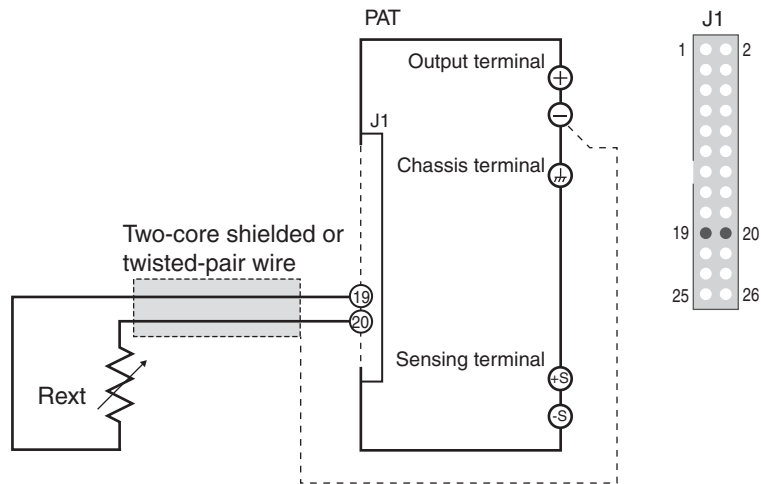 PAT
J1
Output terminal
+
−
1
2
J1
Chassis terminal
Two-core shielded or
twisted-pair wire
19
20
19
20
25
26
Sensing terminal
+S
-S
Rext